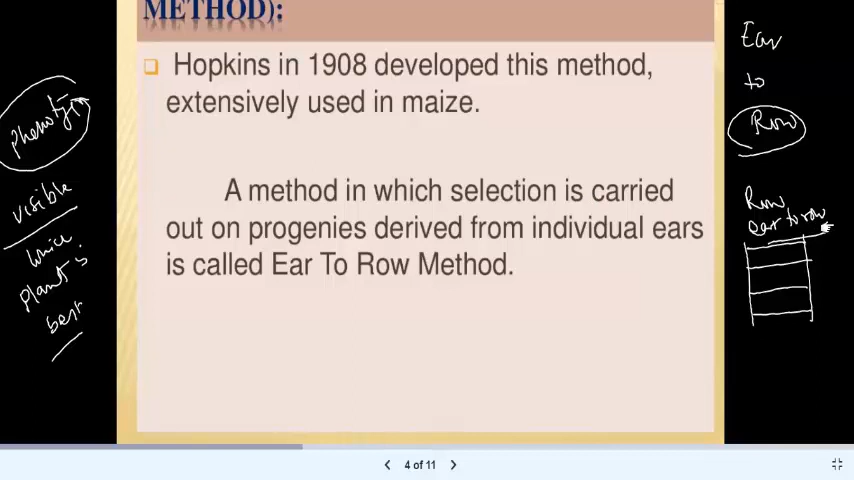 METHOD):
Hopkins in 1908 developed this method,
extensively used in maize.
A method in which selection is carried
out on progenies derived from individual ears
is called Ear To Row Method.
visible
plant
best
Ear
to
Row
Row
ear to row
4 of 11